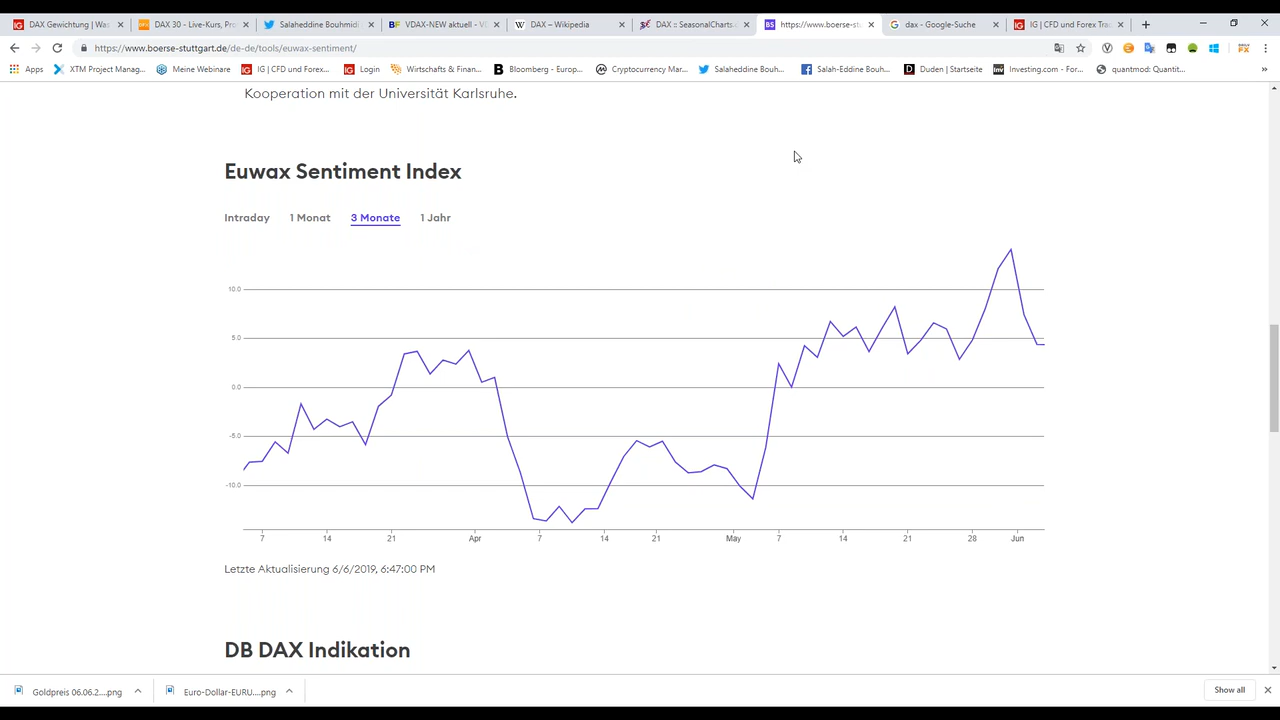 DAX Gewichtung | Was
DAX 30 - Live-Kurs, Pro
Salaheddine Bouhmidi
VDAX-NEW aktuell - VD
DAX – Wikipedia
DAX :: SeasonalCharts.
https://www.boerse-stu
dax - Google-Suche
IG | CFD und Forex Trad
https://www.boerse-stuttgart.de/de-de/tools/euwax-sentiment/
Apps
XTM Project Manag...
Meine Webinare
IG | CFD und Forex...
Login
Wirtschafts & Finan...
Bloomberg - Europ...
Cryptocurrency Mar...
Salaheddine Bouh...
Salah-Eddine Bouh...
Duden | Startseite
Investing.com - For...
quantmod: Quantit...
Kooperation mit der Universität Karlsruhe.
Euwax Sentiment Index
Intraday 1 Monat 3 Monate 1 Jahr
10.0
5.0
0.0
-5.0
-10.0
7 14 21 Apr 7 14 21 May 7 14 21 28 Jun
Letzte Aktualisierung 6/6/2019, 6:47:00 PM
DB DAX Indikation
Goldpreis 06.06.2....png
Euro-Dollar-EURU....png
Show all